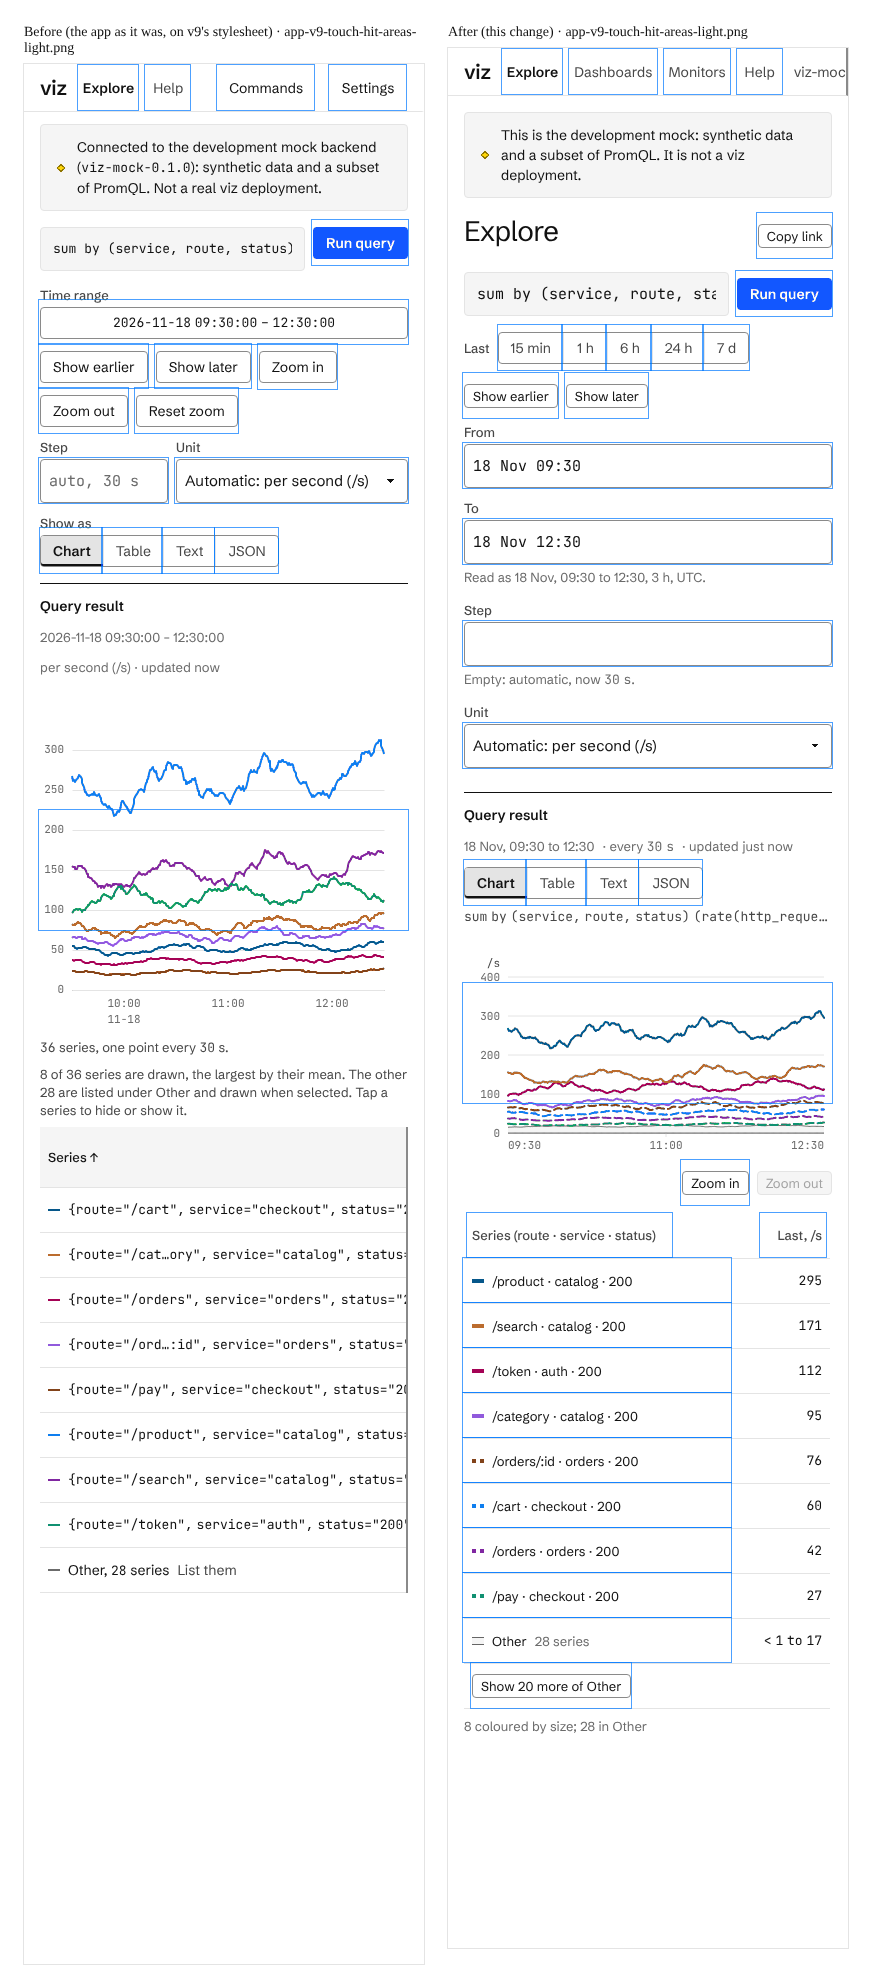 Before (the app as it was, on v9's stylesheet) · app-v9-touch-hit-areas-
light.png
viz Explore Help Commands Settings
Connected to the development mock backend
(viz-mock-0.1.0): synthetic data and a subset
of PromQL. Not a real viz deployment.
sum by (service, route, status) Run query
Time range
2026-11-18 09:30:00 – 12:30:00
Show earlier Show later Zoom in
Zoom out Reset zoom
Step Unit
auto, 30 s Automatic: per second (/s)
Show as
Chart Table Text JSON
Query result
2026-11-18 09:30:00 – 12:30:00
per second (/s) · updated now
300
250
200
150
100
50
0
10:00 11:00 12:00
11-18
36 series, one point every 30 s.
8 of 36 series are drawn, the largest by their mean. The other
28 are listed under Other and drawn when selected. Tap a
series to hide or show it.
Series ↑
{route="/cart", service="checkout", status="2
{route="/cat…ory", service="catalog", status=
{route="/orders", service="orders", status="2
{route="/ord…:id", service="orders", status="
{route="/pay", service="checkout", status="20
{route="/product", service="catalog", status=
{route="/search", service="catalog", status="
{route="/token", service="auth", status="200"
Other, 28 series List them
After (this change) · app-v9-touch-hit-areas-light.png
viz Explore Dashboards Monitors Help viz-moc
This is the development mock: synthetic data
and a subset of PromQL. It is not a viz
deployment.
Explore Copy link
sum by (service, route, sta Run query
Last 15 min 1 h 6 h 24 h 7 d
Show earlier Show later
From
18 Nov 09:30
To
18 Nov 12:30
Read as 18 Nov, 09:30 to 12:30, 3 h, UTC.
Step
Empty: automatic, now 30 s.
Unit
Automatic: per second (/s)
Query result
18 Nov, 09:30 to 12:30 · every 30 s · updated just now
Chart Table Text JSON
sum by (service, route, status) (rate(http_reque…
/s
400
300
200
100
0
09:30 11:00 12:30
Zoom in Zoom out
Series (route · service · status) Last, /s
/product · catalog · 200 295
/search · catalog · 200 171
/token · auth · 200 112
/category · catalog · 200 95
/orders/:id · orders · 200 76
/cart · checkout · 200 60
/orders · orders · 200 42
/pay · checkout · 200 27
Other 28 series < 1 to 17
Show 20 more of Other
8 coloured by size; 28 in Other